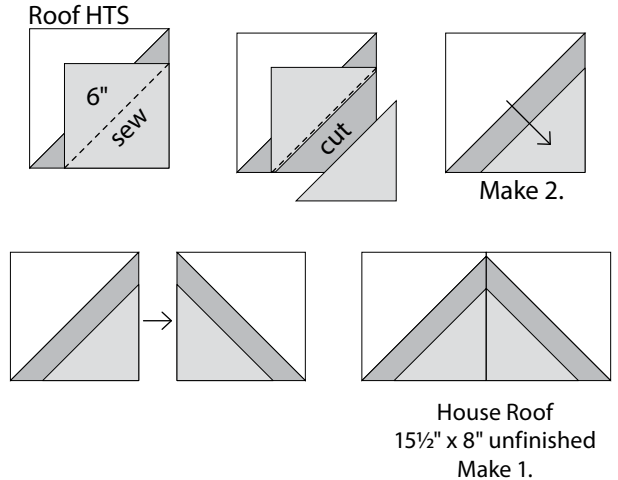 Roof HTS
6"
sew
cut
Make 2.
House Roof
15½" x 8" unfinished
Make 1.